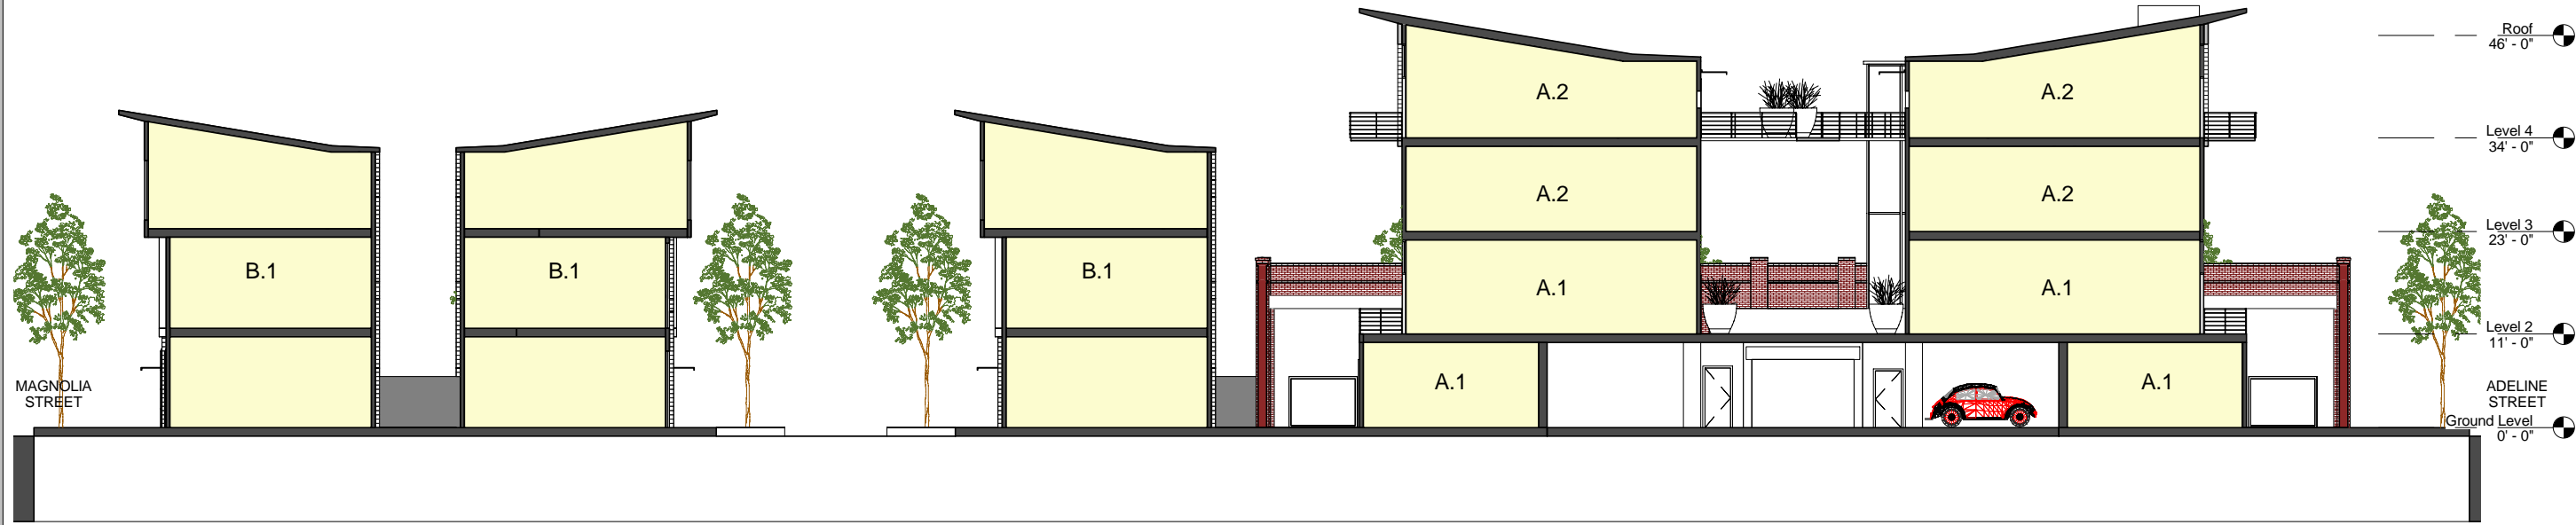 Roof
46' - 0"
A.2
A.2
Level 4
34' - 0"
A.2
A.2
Level 3
23' - 0"
B.1
B.1
B.1
A.1
A.1
Level 2
11' - 0"
MAGNOLIA
STREET
A.1
A.1
ADELINE
STREET
Ground Level
0' - 0"